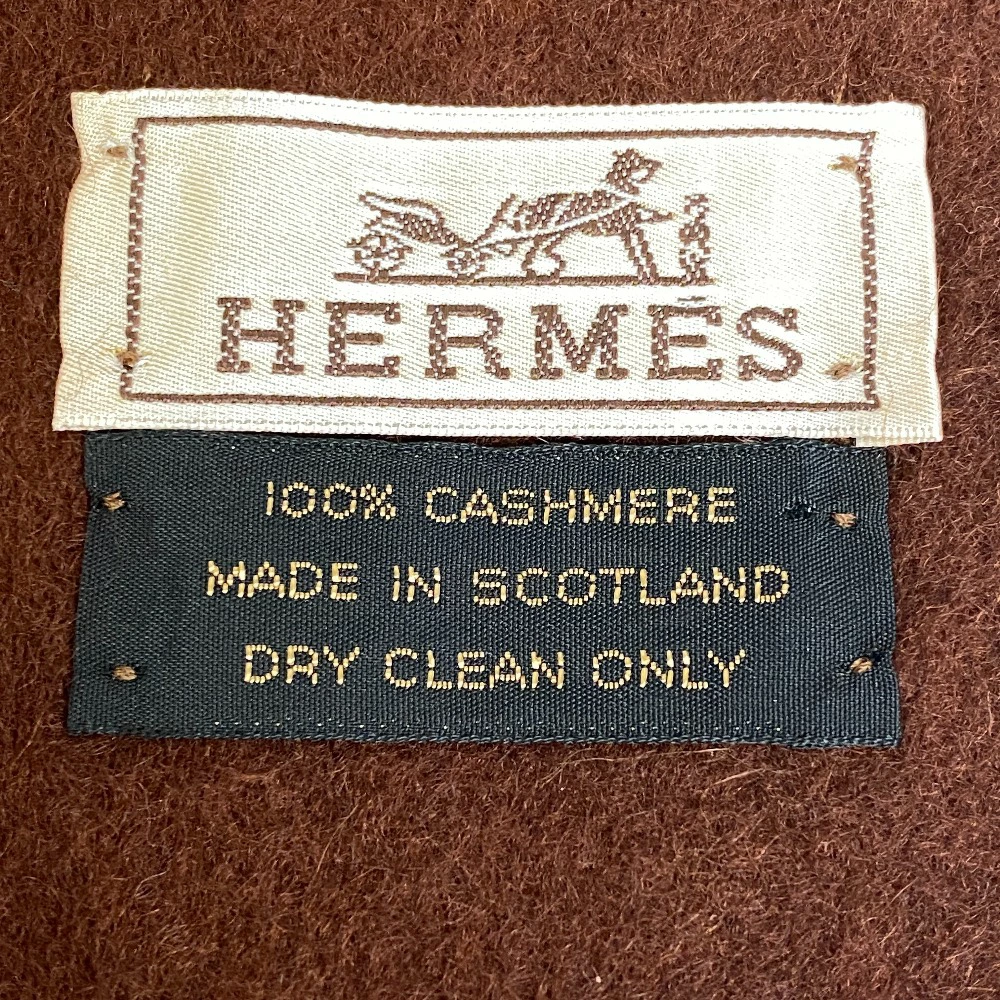 HERMÈS
100% CASHMERE
MADE IN SCOTLAND
DRY CLEAN ONLY